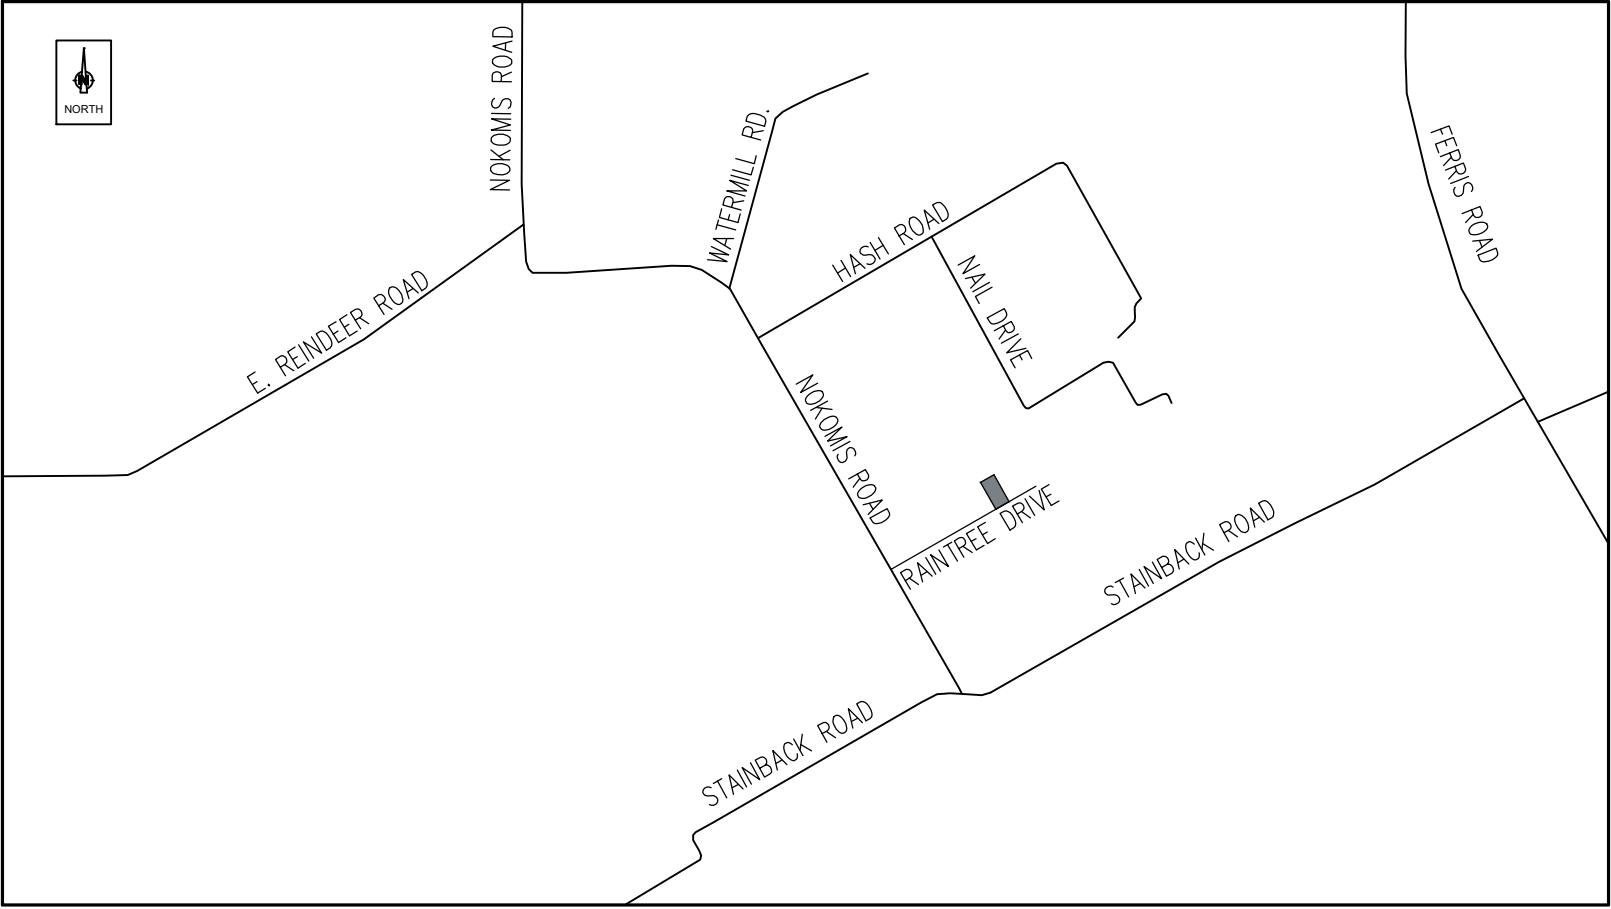 N
NORTH
NOKOMIS ROAD
WATERMILL RD.
FERRIS ROAD
HASH ROAD
NAIL DRIVE
E. REINDEER ROAD
NOKOMIS ROAD
RAINTREE DRIVE
STAINBACK ROAD
STAINBACK ROAD